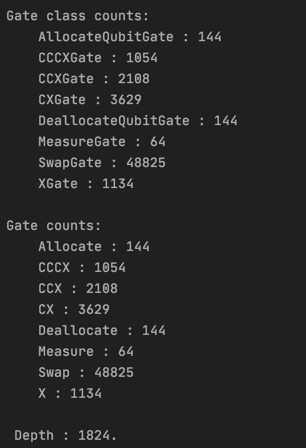 Gate class counts:
AllocateQubitGate : 144
CCCXGate : 1054
CCXGate : 2108
CXGate : 3629
DeallocateQubitGate : 144
MeasureGate : 64
SwapGate : 48825
XGate : 1134
Gate counts:
Allocate : 144
CCCX : 1054
CCX : 2108
CX : 3629
Deallocate : 144
Measure : 64
Swap : 48825
X : 1134
Depth : 1824.